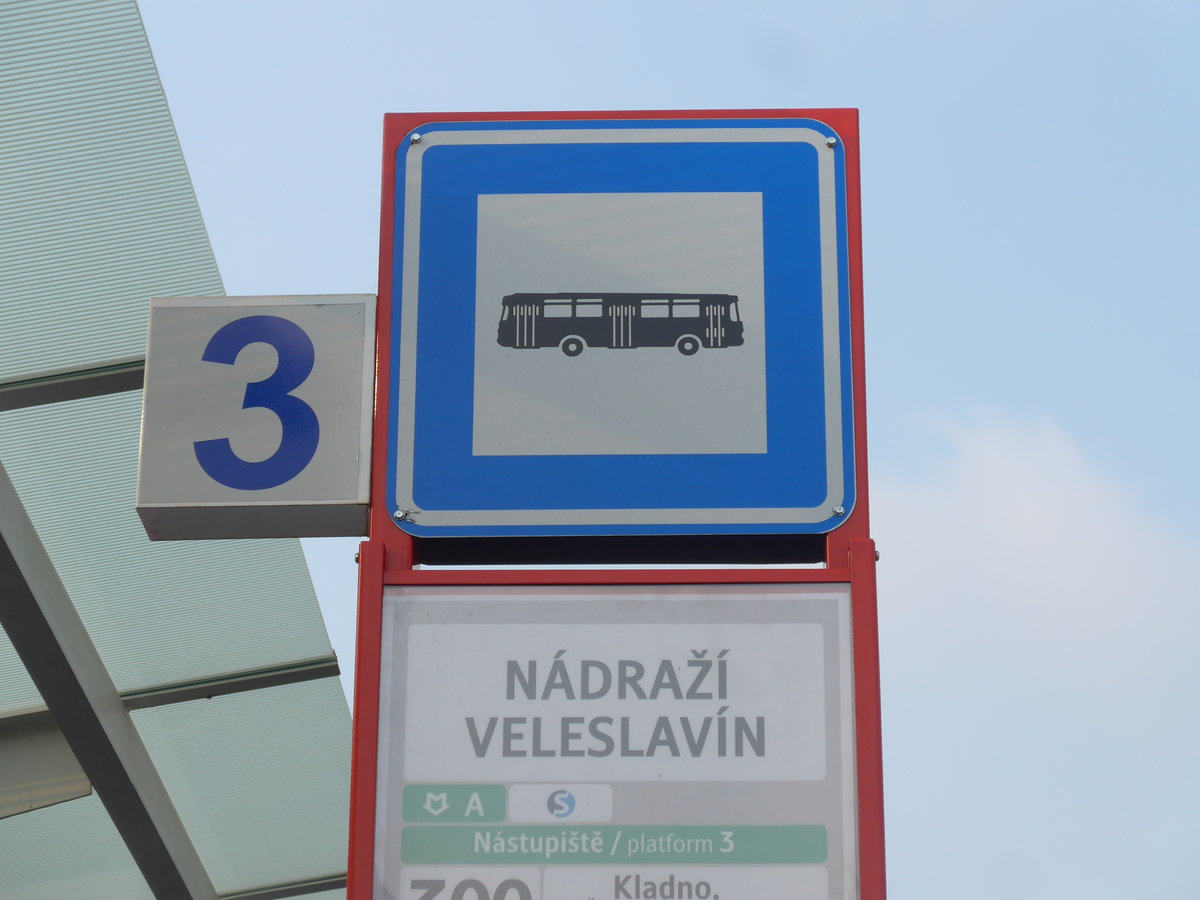 3
NÁDRAŽÍ
VELESLAVÍN
A S
Nástupiště / platform 3
Kladno,